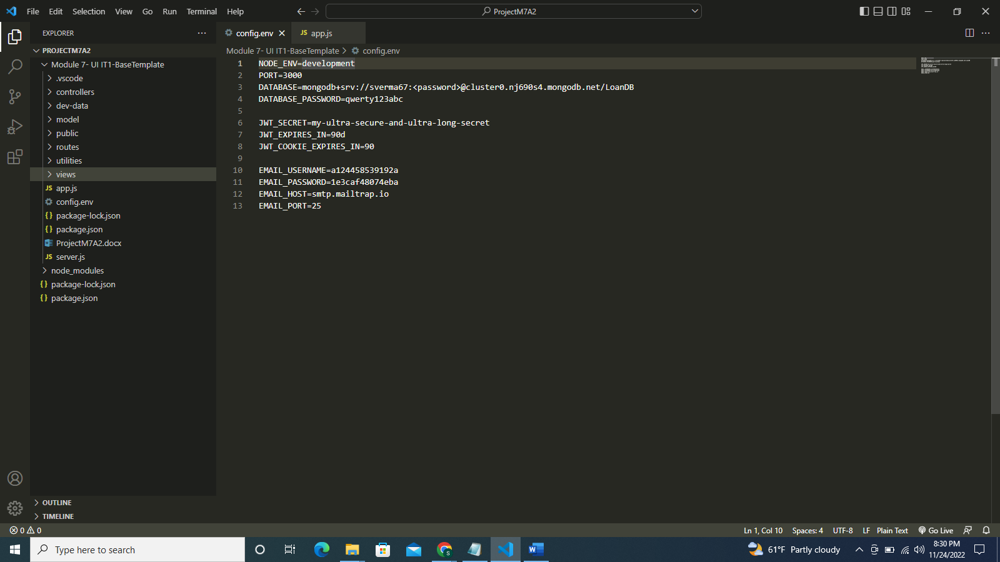 File Edit Selection View Go Run Terminal Help
ProjectM7A2
EXPLORER
PROJECTM7A2
Module 7- UI IT1-BaseTemplate
.vscode
controllers
dev-data
model
public
routes
utilities
views
app.js
config.env
package-lock.json
package.json
ProjectM7A2.docx
server.js
node_modules
package-lock.json
package.json
OUTLINE
TIMELINE
config.env
JS app.js
Module 7- UI IT1-BaseTemplate > config.env
1 NODE_ENV=development
2 PORT=3000
3 DATABASE=mongodb+srv://sverma67:<password>@cluster0.nj690s4.mongodb.net/LoanDB
4 DATABASE_PASSWORD=qwerty123abc
5
6 JWT_SECRET=my-ultra-secure-and-ultra-long-secret
7 JWT_EXPIRES_IN=90d
8 JWT_COOKIE_EXPIRES_IN=90
9
10 EMAIL_USERNAME=a124458539192a
11 EMAIL_PASSWORD=1e3caf48074eba
12 EMAIL_HOST=smtp.mailtrap.io
13 EMAIL_PORT=25
0 0
Ln 1, Col 10 Spaces: 4 UTF-8 LF Plain Text Go Live
Type here to search
61°F Partly cloudy
8:30 PM
11/24/2022